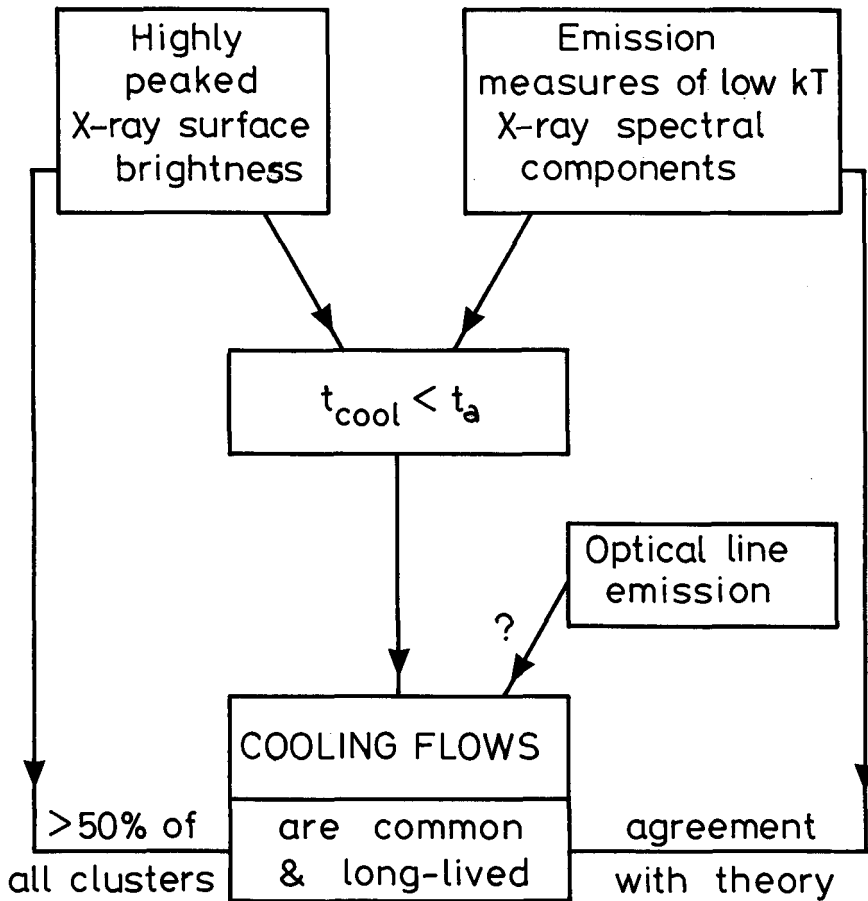 Highly
peaked
X-ray surface
brightness
Emission
measures of low kT
X-ray spectral
components
t_cool < t_a
Optical line
emission
?
COOLING FLOWS
>50% of
all clusters
are common
& long-lived
agreement
with theory